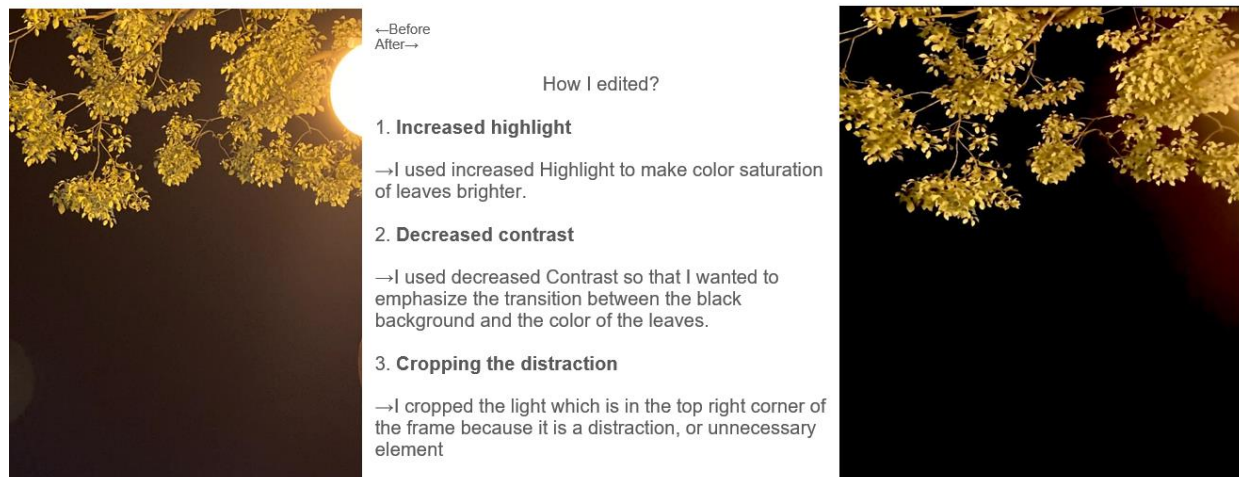 ←Before
After→
How I edited?
1. Increased highlight
→I used increased Highlight to make color saturation
of leaves brighter.
2. Decreased contrast
→I used decreased Contrast so that I wanted to
emphasize the transition between the black
background and the color of the leaves.
3. Cropping the distraction
→I cropped the light which is in the top right corner of
the frame because it is a distraction, or unnecessary
element